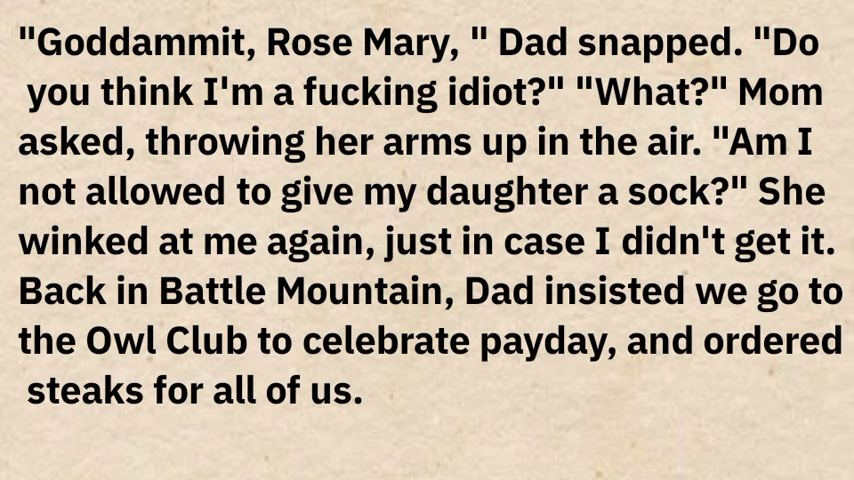 "Goddammit, Rose Mary, " Dad snapped. "Do
you think I'm a fucking idiot?" "What?" Mom
asked, throwing her arms up in the air. "Am I
not allowed to give my daughter a sock?" She
winked at me again, just in case I didn't get it.
Back in Battle Mountain, Dad insisted we go to
the Owl Club to celebrate payday, and ordered
steaks for all of us.